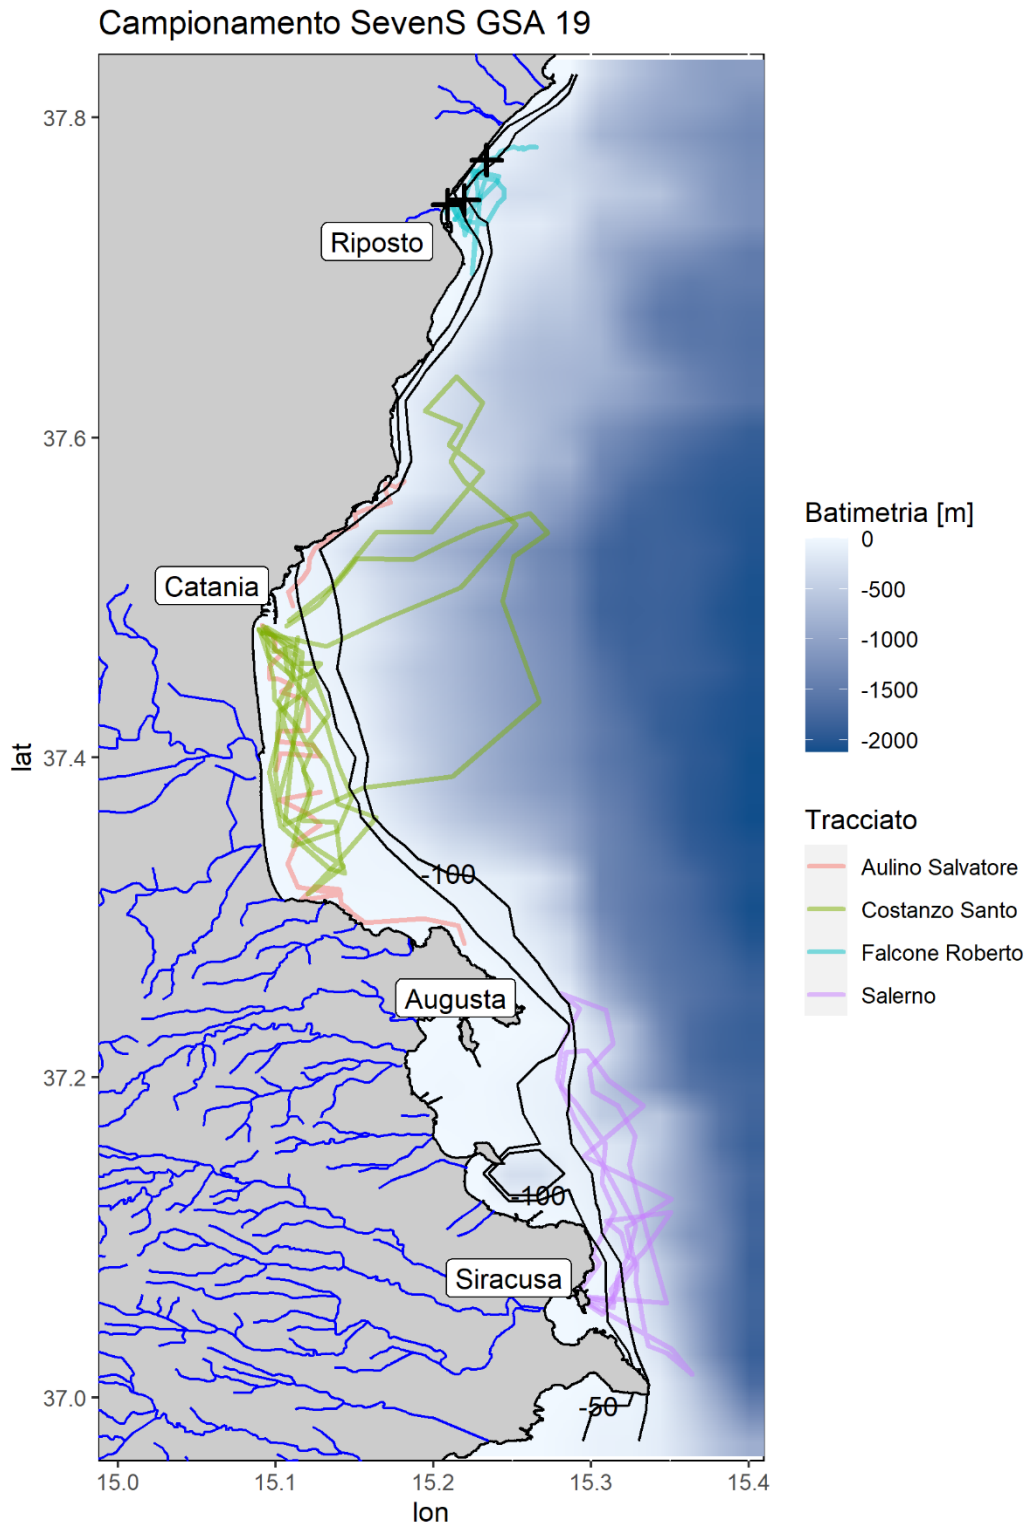 Campionamento SevenS GSA 19
37.8
37.6
37.4
37.2
37.0
lat
15.0
15.1
15.2
15.3
15.4
lon
Riposto
Catania
-100
Augusta
-100
Siracusa
-50
Batimetria [m]
0
-500
-1000
-1500
-2000
Tracciato
Aulino Salvatore
Costanzo Santo
Falcone Roberto
Salerno